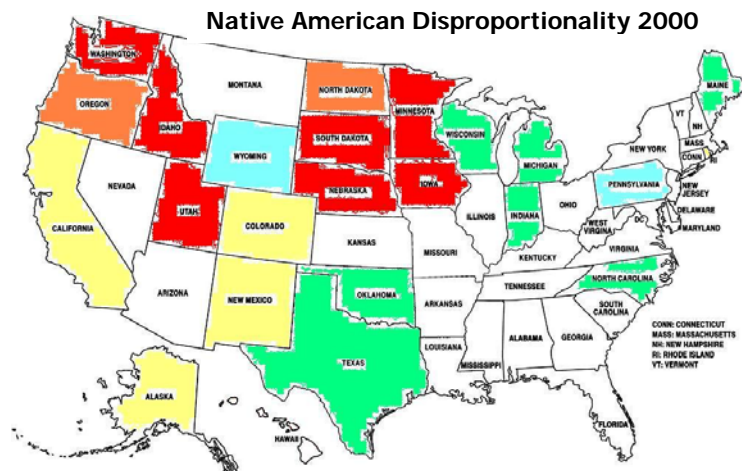 Native American Disproportionality 2000
WASHINGTON
MONTANA
NORTH DAKOTA
MINNESOTA
MAINE
OREGON
IDAHO
SOUTH DAKOTA
WISCONSIN
MICHIGAN
VT
NH
NEW YORK
MASS
CONN
RI
WYOMING
NEBRASKA
IOWA
PENNSYLVANIA
NEW
JERSEY
NEVADA
UTAH
COLORADO
ILLINOIS
INDIANA
OHIO
DC
DELAWARE
MARYLAND
WEST
VIRGINIA
VIRGINIA
CALIFORNIA
KANSAS
MISSOURI
KENTUCKY
NORTH CAROLINA
TENNESSEE
ARIZONA
NEW MEXICO
OKLAHOMA
ARKANSAS
SOUTH
CAROLINA
TEXAS
LOUISIANA
MISSISSIPPI
ALABAMA
GEORGIA
FLORIDA
ALASKA
HAWAS
CONN: CONNECTICUT
MASS: MASSACHUSETTS
NH: NEW HAMPSHIRE
RI: RHODE ISLAND
VT: VERMONT